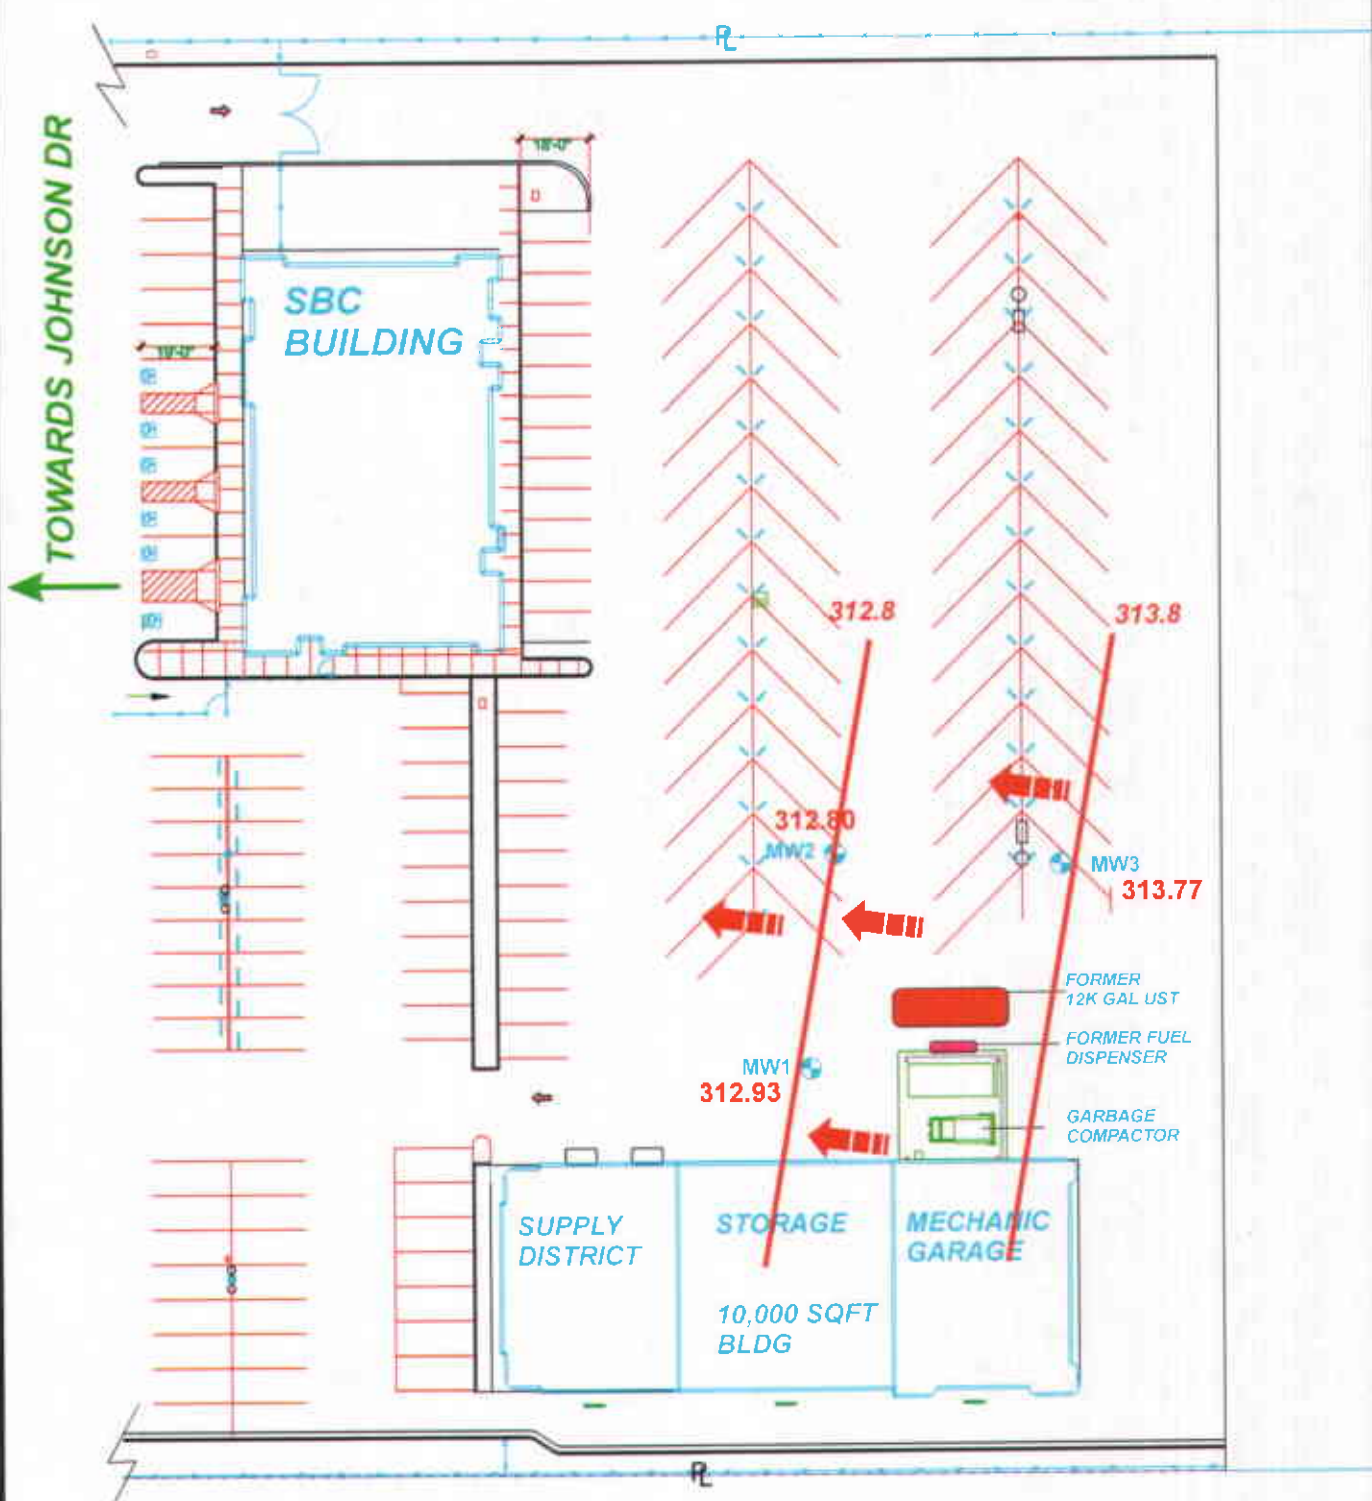 PL
TOWARDS JOHNSON DR
18'-0"
SBC
BUILDING
312.8
313.8
312.80
MW2
MW3
313.77
FORMER
12K GAL UST
FORMER FUEL
DISPENSER
MW1
312.93
GARBAGE
COMPACTOR
SUPPLY
DISTRICT
STORAGE
MECHANIC
GARAGE
10,000 SQFT
BLDG
PL